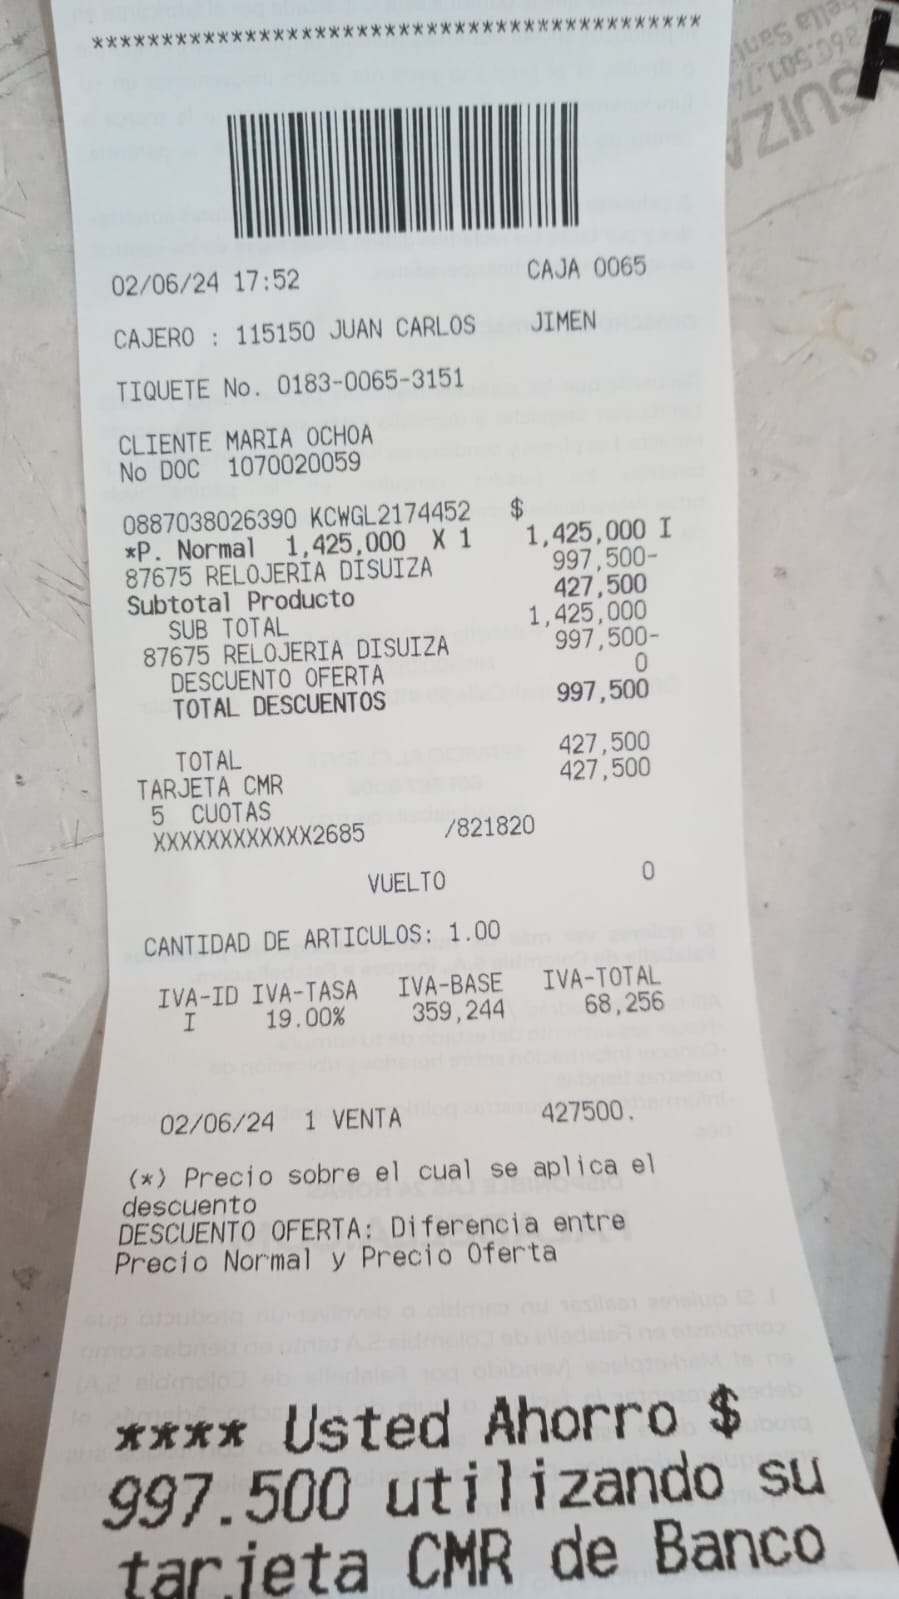 ******************************************
02/06/24 17:52 CAJA 0065
CAJERO : 115150 JUAN CARLOS JIMEN
TIQUETE No. 0183-0065-3151
CLIENTE MARIA OCHOA
No DOC 1070020059
0887038026390 KCWGL2174452 $
*P. Normal 1,425,000 X 1 1,425,000 I
87675 RELOJERIA DISUIZA 997,500-
Subtotal Producto 427,500
SUB TOTAL 1,425,000
87675 RELOJERIA DISUIZA 997,500-
DESCUENTO OFERTA 0
TOTAL DESCUENTOS 997,500
TOTAL 427,500
TARJETA CMR 427,500
5 CUOTAS
XXXXXXXXXXXX2685 /821820
VUELTO 0
CANTIDAD DE ARTICULOS: 1.00
IVA-ID IVA-TASA IVA-BASE IVA-TOTAL
I 19.00% 359,244 68,256
02/06/24 1 VENTA 427500.
(*) Precio sobre el cual se aplica el
descuento
DESCUENTO OFERTA: Diferencia entre
Precio Normal y Precio Oferta
**** Usted Ahorro $
997.500 utilizando su
tarjeta CMR de Banco